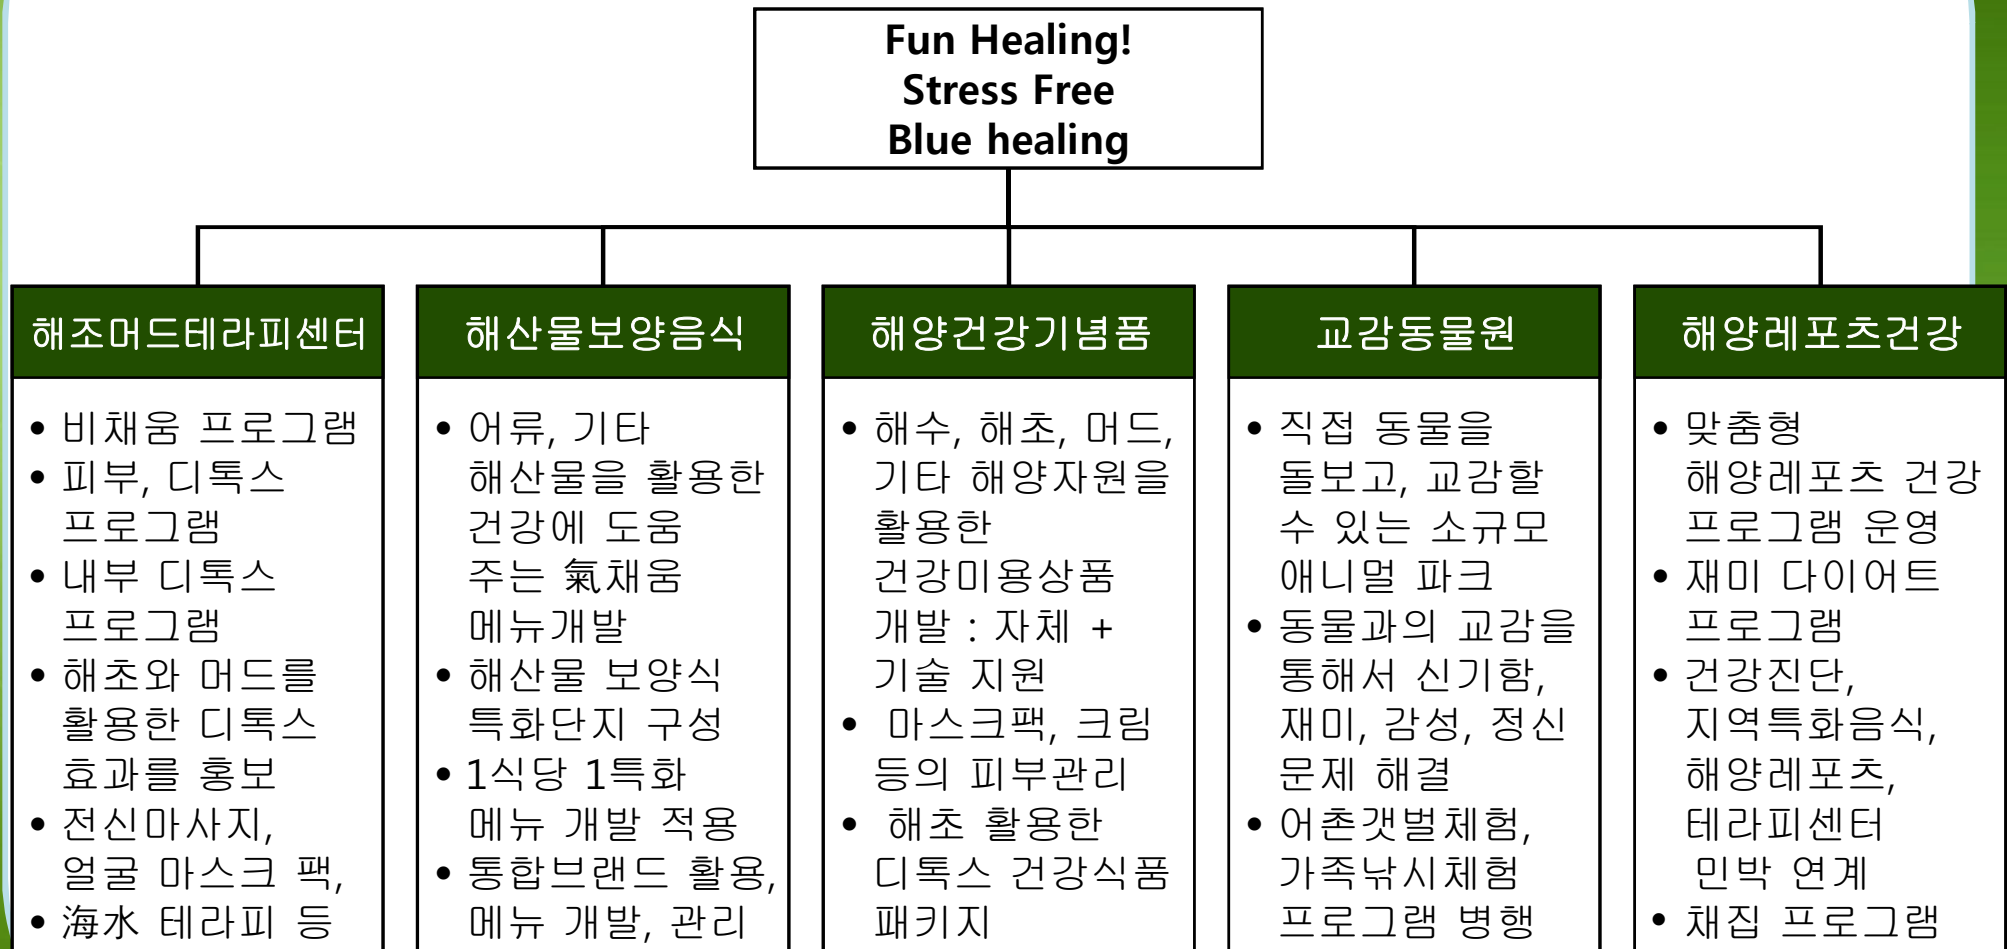 Fun Healing!
Stress Free
Blue healing
해조머드테라피센터
• 비채움 프로그램
• 피부, 디톡스
프로그램
• 내부 디톡스
프로그램
• 해초와 머드를
활용한 디톡스
효과를 홍보
• 전신마사지,
얼굴 마스크 팩,
• 海水 테라피 등
해산물보양음식
• 어류, 기타
해산물을 활용한
건강에 도움
주는 氣채움
메뉴개발
• 해산물 보양식
특화단지 구성
• 1식당 1특화
메뉴 개발 적용
• 통합브랜드 활용,
메뉴 개발, 관리
해양건강기념품
• 해수, 해초, 머드,
기타 해양자원을
활용한
건강미용상품
개발 : 자체 +
기술 지원
• 마스크팩, 크림
등의 피부관리
• 해초 활용한
디톡스 건강식품
패키지
교감동물원
• 직접 동물을
돌보고, 교감할
수 있는 소규모
애니멀 파크
• 동물과의 교감을
통해서 신기함,
재미, 감성, 정신
문제 해결
• 어촌갯벌체험,
가족낚시체험
프로그램 병행
해양레포츠건강
• 맞춤형
해양레포츠 건강
프로그램 운영
• 재미 다이어트
프로그램
• 건강진단,
지역특화음식,
해양레포츠,
테라피센터
민박 연계
• 채집 프로그램